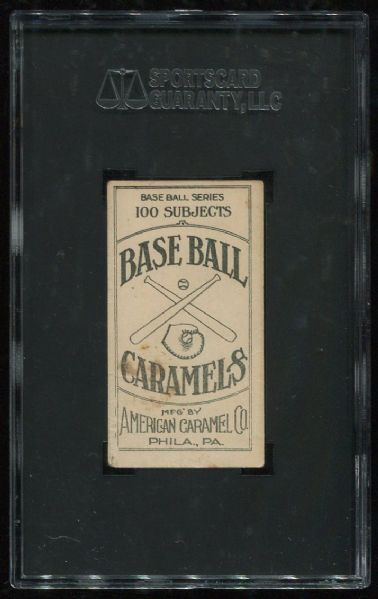 SPORTSCARD
GUARANTY, LLC
BASE BALL SERIES
100 SUBJECTS
BASE BALL
CARAMELS
MFG' BY
AMERICAN CARAMEL CO.
PHILA., PA.